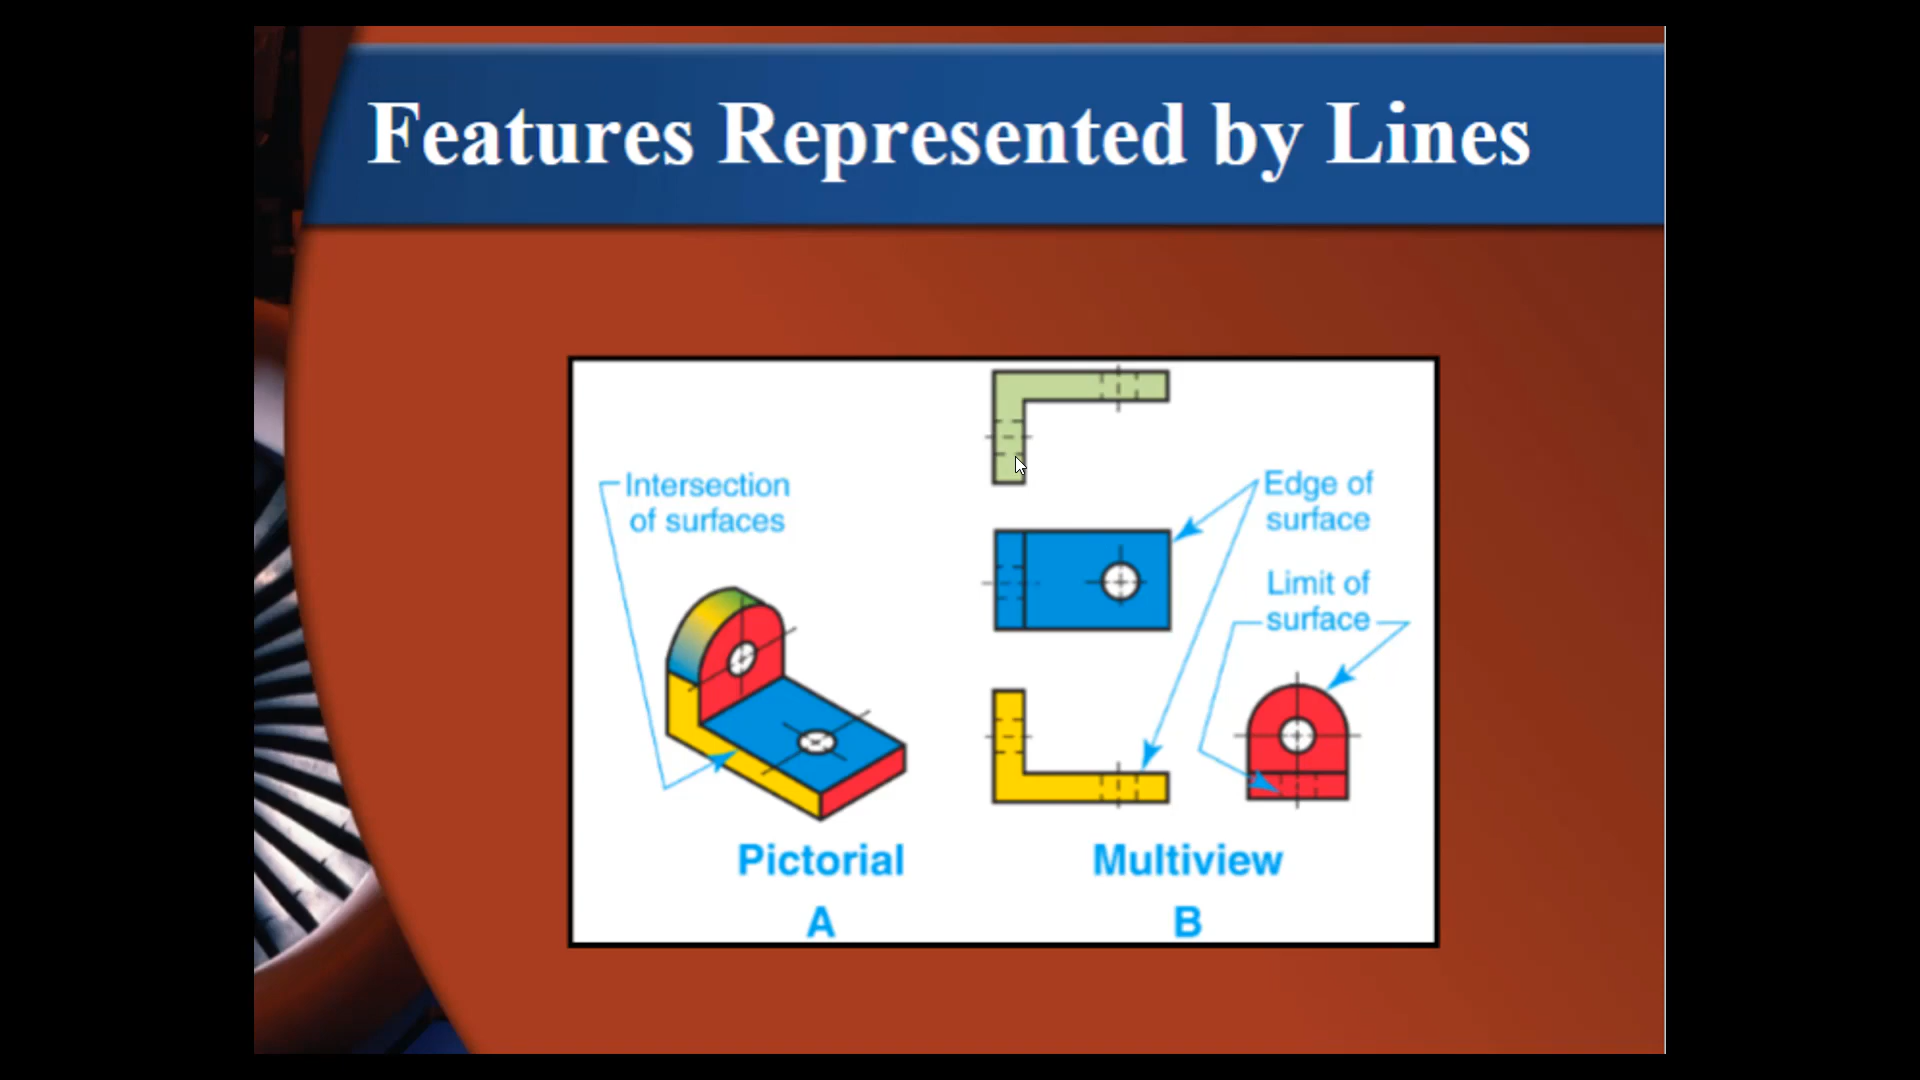 Features Represented by Lines
Intersection
of surfaces
Edge of
surface
Limit of
surface
Pictorial
A
Multiview
B